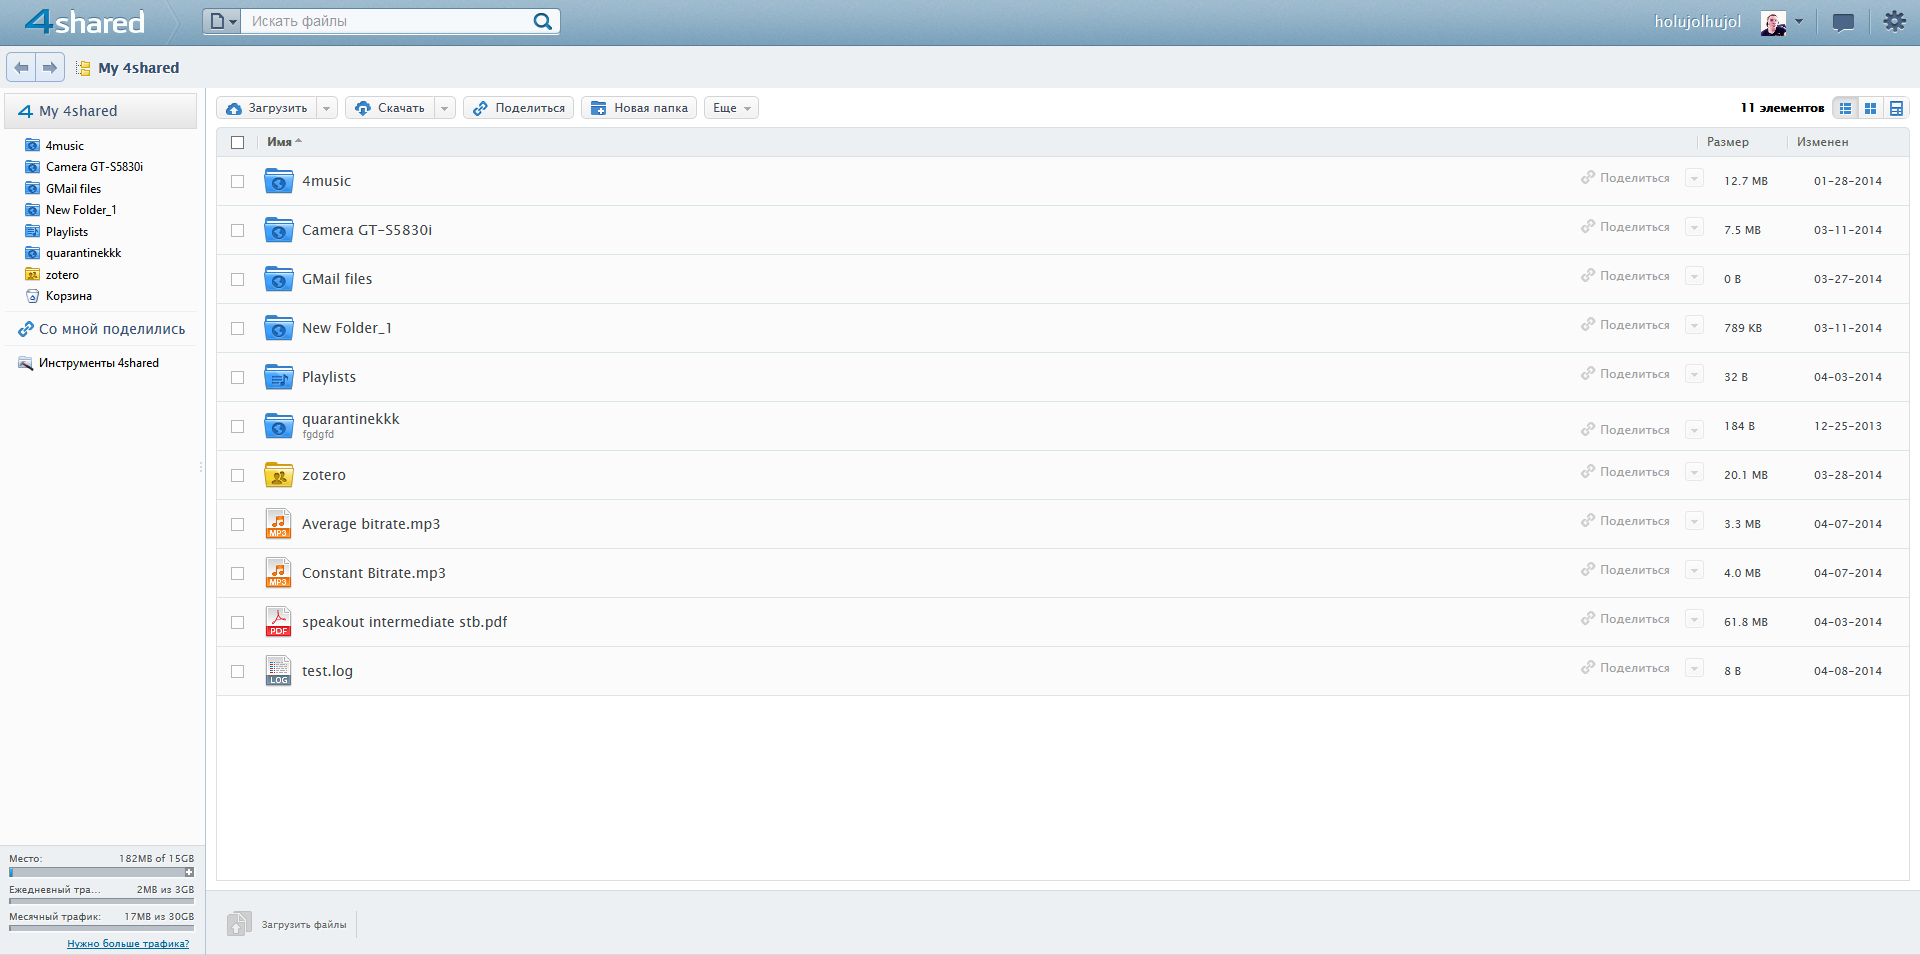 4shared
Искать файлы
holujolhujol
My 4shared
4 My 4shared
4music
Camera GT-S5830i
GMail files
New Folder_1
Playlists
quarantinekkk
zotero
Корзина
Со мной поделились
Инструменты 4shared
Загрузить Скачать Поделиться Новая папка Еще 11 элементов
Имя Размер Изменен
4music Поделиться 12.7 MB 01-28-2014
Camera GT-S5830i Поделиться 7.5 MB 03-11-2014
GMail files Поделиться 0 B 03-27-2014
New Folder_1 Поделиться 789 KB 03-11-2014
Playlists Поделиться 32 B 04-03-2014
quarantinekkk Поделиться 184 B 12-25-2013
fgdgfd
zotero Поделиться 20.1 MB 03-28-2014
MP3 Average bitrate.mp3 Поделиться 3.3 MB 04-07-2014
MP3 Constant Bitrate.mp3 Поделиться 4.0 MB 04-07-2014
PDF speakout intermediate stb.pdf Поделиться 61.8 MB 04-03-2014
LOG test.log Поделиться 8 B 04-08-2014
Место: 182MB of 15GB
Ежедневный тра... 2MB из 3GB
Месячный трафик: 17MB из 30GB
Нужно больше трафика?
Загрузить файлы